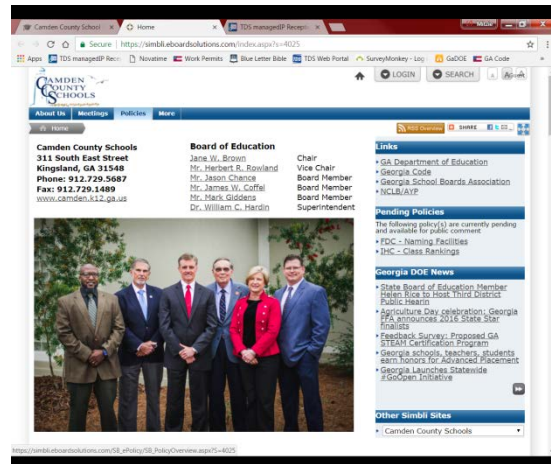 Camden County School
Home
TDS managedIP Recepti
Secure https://simbli.eboardsolutions.com/index.aspx?s=4025
Apps TDS managedIP Rece Novatime Work Permits Blue Letter Bible TDS Web Portal SurveyMonkey - Log GaDOE GA Code
CAMDEN
COUNTY
SCHOOLS
LOGIN SEARCH
About Us Meetings Policies More
Home
RSS Overview SHARE
Camden County Schools
311 South East Street
Kingsland, GA 31548
Phone: 912.729.5687
Fax: 912.729.1489
www.camden.k12.ga.us
Board of Education
Jane W. Brown Chair
Mr. Herbert R. Rowland Vice Chair
Mr. Jason Chance Board Member
Mr. James W. Coffel Board Member
Mr. Mark Giddens Board Member
Dr. William C. Hardin Superintendent
Links
GA Department of Education
Georgia Code
Georgia School Boards Association
NCLB/AYP
Pending Policies
The following policy(s) are currently pending
and available for public comment
FDC - Naming Facilities
IHC - Class Rankings
Georgia DOE News
State Board of Education Member
Helen Rice to Host Third District
Public Hearin
Agriculture Day celebration: Georgia
FFA announces 2016 State Star
finalists
Feedback Survey: Proposed GA
STEAM Certification Program
Georgia schools, teachers, students
earn honors for Advanced Placement
Georgia Launches Statewide
#GoOpen Initiative
Other Simbli Sites
Camden County Schools
https://simbli.eboardsolutions.com/SB_ePolicy/SB_PolicyOverview.aspx?S=4025